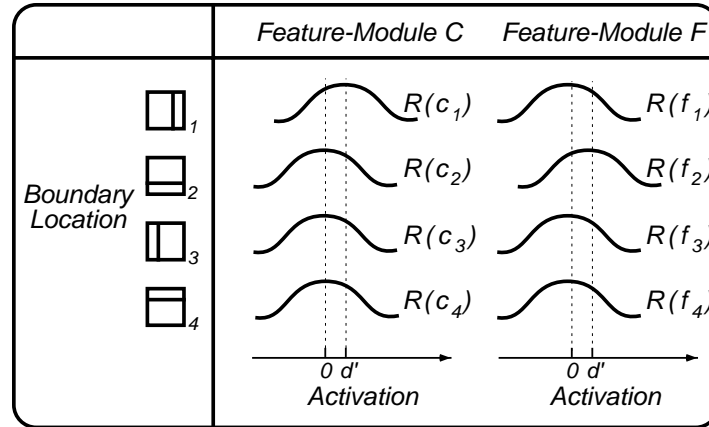 Feature-Module C Feature-Module F
1 R(c1) R(f1)
2 R(c2) R(f2)
Boundary
Location
3 R(c3) R(f3)
4 R(c4) R(f4)
0 d' 0 d'
Activation Activation